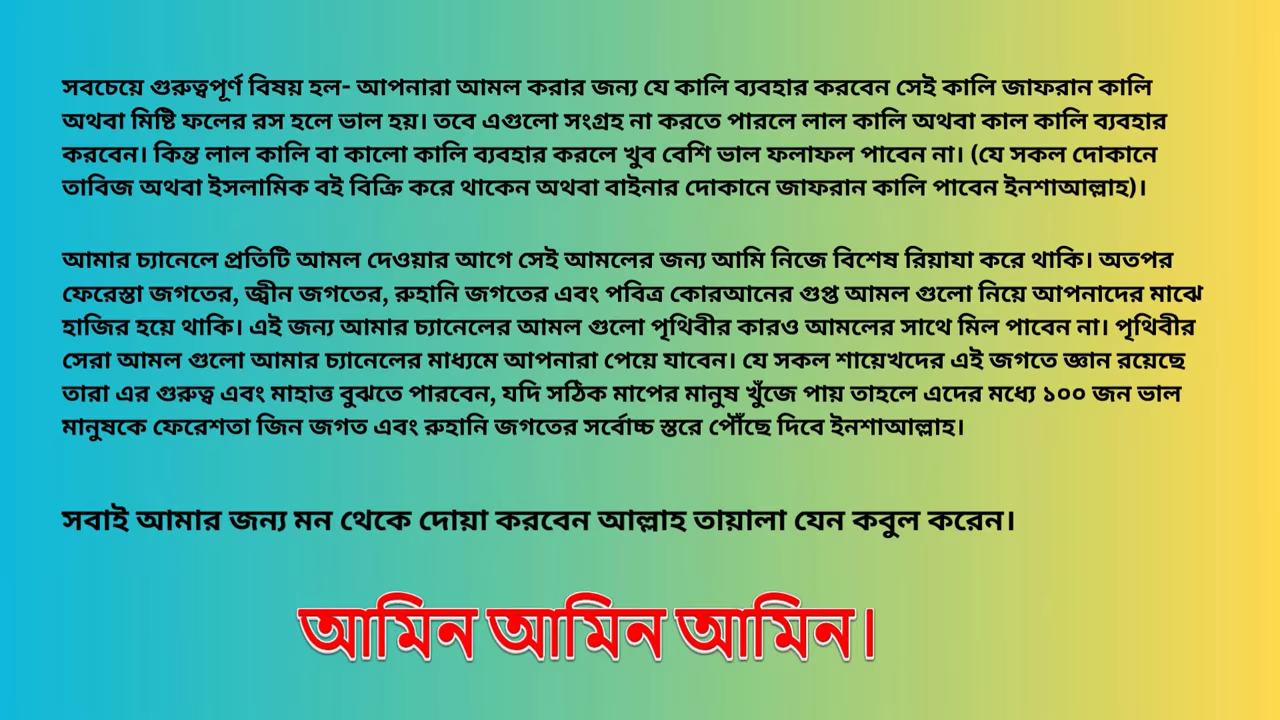 সবচেয়ে গুরুত্বপূর্ণ বিষয় হল- আপনারা আমল করার জন্য যে কালি ব্যবহার করবেন সেই কালি জাফরান কালি
অথবা মিষ্টি ফলের রস হলে ভাল হয়। তবে এগুলো সংগ্রহ না করতে পারলে লাল কালি অথবা কাল কালি ব্যবহার
করবেন। কিন্ত লাল কালি বা কালো কালি ব্যবহার করলে খুব বেশি ভাল ফলাফল পাবেন না। (যে সকল দোকানে
তাবিজ অথবা ইসলামিক বই বিক্রি করে থাকেন অথবা বাইনার দোকানে জাফরান কালি পাবেন ইনশাআল্লাহ)।
আমার চ্যানেলে প্রতিটি আমল দেওয়ার আগে সেই আমলের জন্য আমি নিজে বিশেষ রিয়াযা করে থাকি। অতপর
ফেরেস্তা জগতের, জ্বীন জগতের, রুহানি জগতের এবং পবিত্র কোরআনের গুপ্ত আমল গুলো নিয়ে আপনাদের মাঝে
হাজির হয়ে থাকি। এই জন্য আমার চ্যানেলের আমল গুলো পৃথিবীর কারও আমলের সাথে মিল পাবেন না। পৃথিবীর
সেরা আমল গুলো আমার চ্যানেলের মাধ্যমে আপনারা পেয়ে যাবেন। যে সকল শায়েখদের এই জগতে জ্ঞান রয়েছে
তারা এর গুরুত্ব এবং মাহাত্ত বুঝতে পারবেন, যদি সঠিক মাপের মানুষ খুঁজে পায় তাহলে এদের মধ্যে ১০০ জন ভাল
মানুষকে ফেরেশতা জিন জগত এবং রুহানি জগতের সর্বোচ্চ স্তরে পৌঁছে দিবে ইনশাআল্লাহ।
সবাই আমার জন্য মন থেকে দোয়া করবেন আল্লাহ তায়ালা যেন কবুল করেন।
আমিন আমিন আমিন।